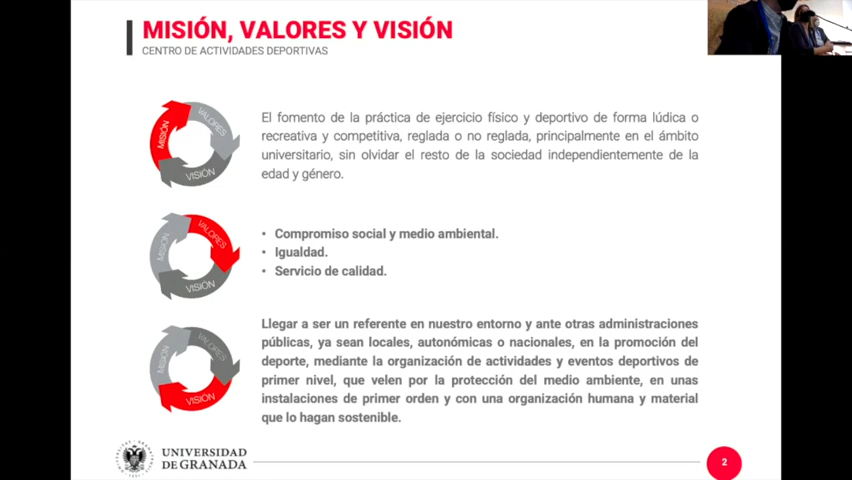 MISIÓN, VALORES Y VISIÓN
CENTRO DE ACTIVIDADES DEPORTIVAS
MISIÓN
VALORES
VISIÓN
El fomento de la práctica de ejercicio físico y deportivo de forma lúdica o
recreativa y competitiva, reglada o no reglada, principalmente en el ámbito
universitario, sin olvidar el resto de la sociedad independientemente de la
edad y género.
MISIÓN
VALORES
VISIÓN
• Compromiso social y medio ambiental.
• Igualdad.
• Servicio de calidad.
MISIÓN
VALORES
VISIÓN
Llegar a ser un referente en nuestro entorno y ante otras administraciones
públicas, ya sean locales, autonómicas o nacionales, en la promoción del
deporte, mediante la organización de actividades y eventos deportivos de
primer nivel, que velen por la protección del medio ambiente, en unas
instalaciones de primer orden y con una organización humana y material
que lo hagan sostenible.
UNIVERSIDAD
DE GRANADA
2